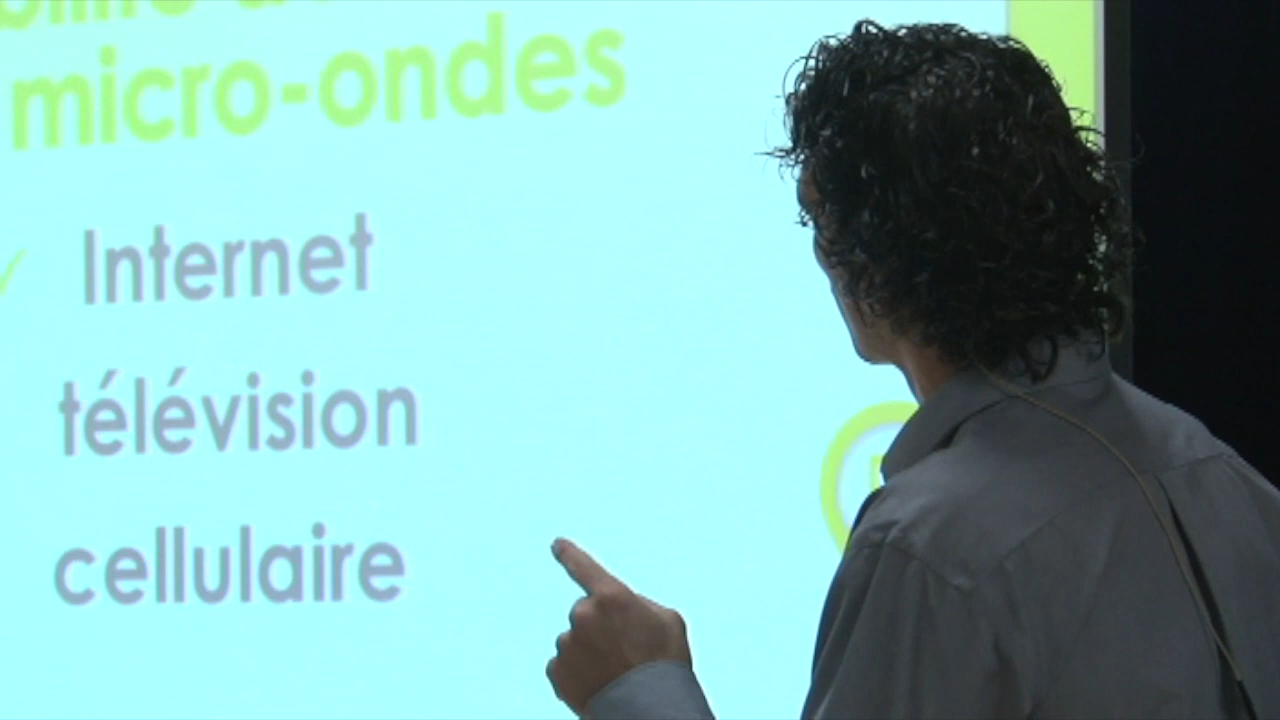 micro-ondes
✓ Internet
télévision
cellulaire